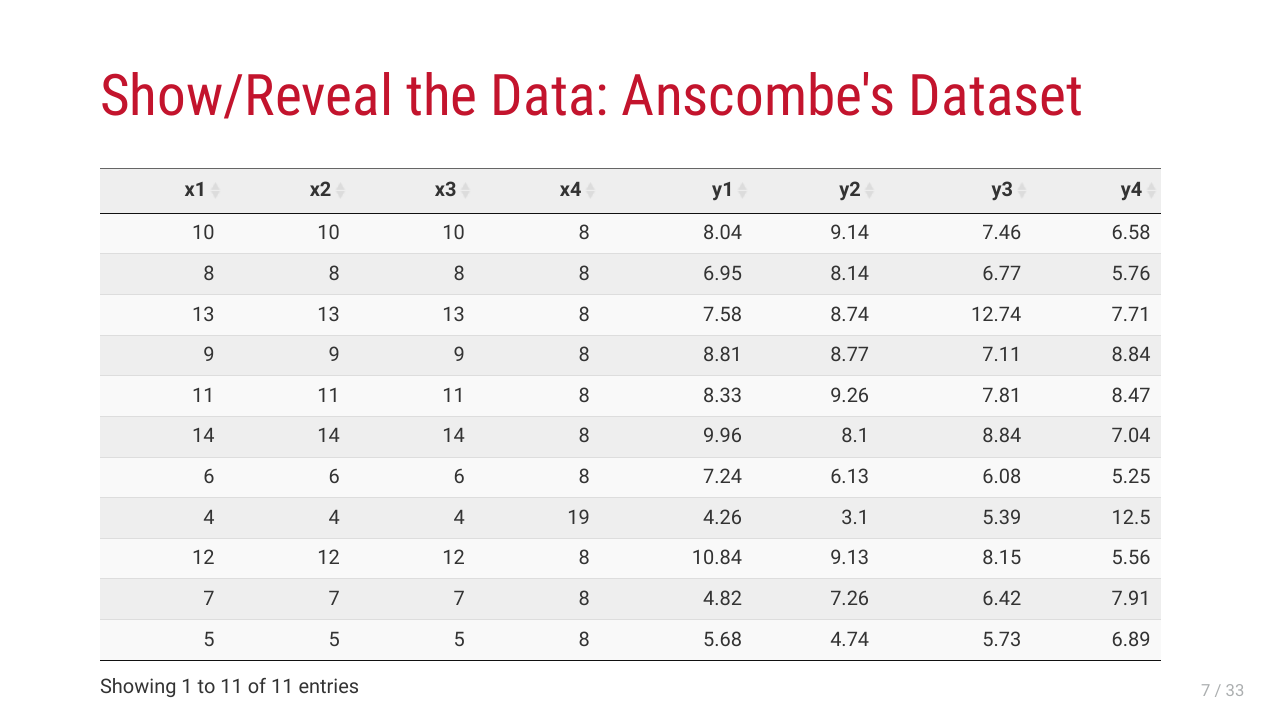 Show/Reveal the Data: Anscombe's Dataset
x1 x2 x3 x4 y1 y2 y3 y4
10 10 10 8 8.04 9.14 7.46 6.58
8 8 8 8 6.95 8.14 6.77 5.76
13 13 13 8 7.58 8.74 12.74 7.71
9 9 9 8 8.81 8.77 7.11 8.84
11 11 11 8 8.33 9.26 7.81 8.47
14 14 14 8 9.96 8.1 8.84 7.04
6 6 6 8 7.24 6.13 6.08 5.25
4 4 4 19 4.26 3.1 5.39 12.5
12 12 12 8 10.84 9.13 8.15 5.56
7 7 7 8 4.82 7.26 6.42 7.91
5 5 5 8 5.68 4.74 5.73 6.89
Showing 1 to 11 of 11 entries
7 / 33